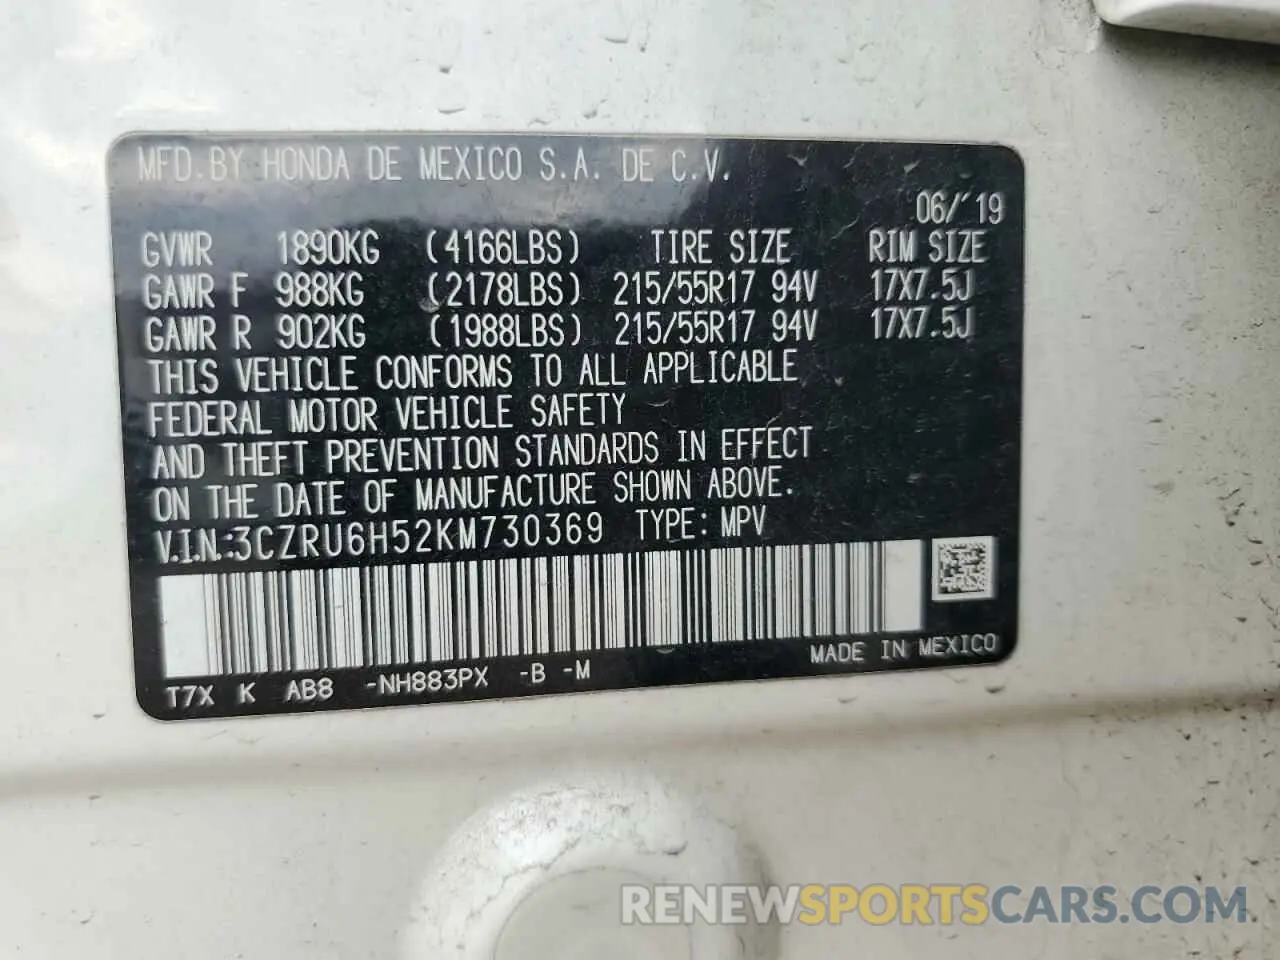 MFD.BY HONDA DE MEXICO S.A. DE C.V.
06/'19
GVWR 1890KG (4166LBS) TIRE SIZE RIM SIZE
GAWR F 988KG (2178LBS) 215/55R17 94V 17X7.5J
GAWR R 902KG (1988LBS) 215/55R17 94V 17X7.5J
THIS VEHICLE CONFORMS TO ALL APPLICABLE
FEDERAL MOTOR VEHICLE SAFETY
AND THEFT PREVENTION STANDARDS IN EFFECT
ON THE DATE OF MANUFACTURE SHOWN ABOVE.
V.I.N.:3CZRU6H52KM730369 TYPE: MPV
MADE IN MEXICO
T7X K AB8 -NH883PX -B -M
RENEWSPORTSCARS.COM